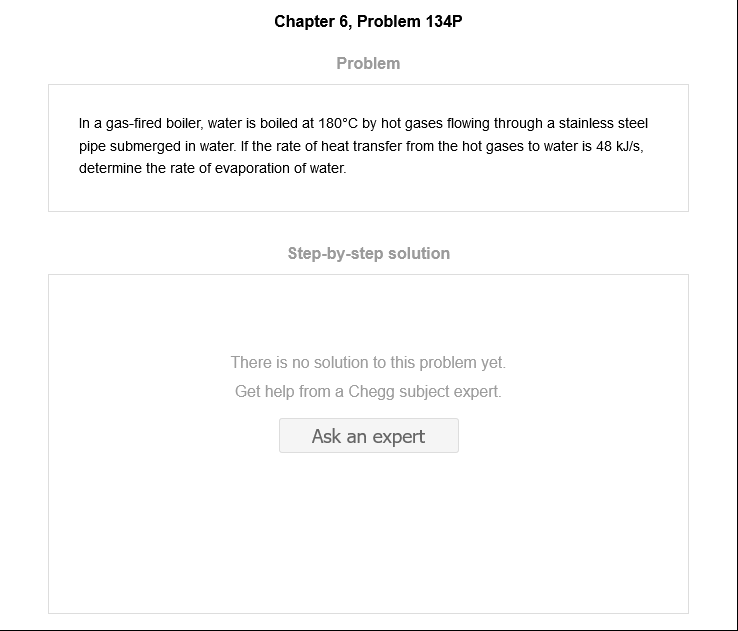 Chapter 6, Problem 134P
Problem
In a gas-fired boiler, water is boiled at 180°C by hot gases flowing through a stainless steel
pipe submerged in water. If the rate of heat transfer from the hot gases to water is 48 kJ/s,
determine the rate of evaporation of water.
Step-by-step solution
There is no solution to this problem yet.
Get help from a Chegg subject expert.
Ask an expert